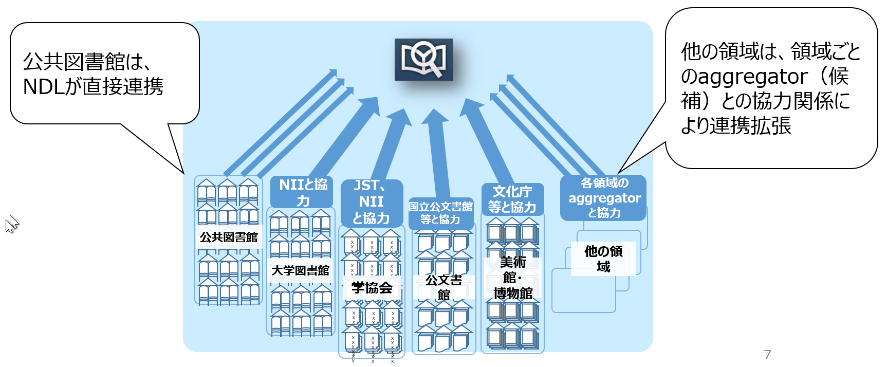 公共図書館は、
NDLが直接連携
他の領域は、領域ごと
のaggregator（候
補）との協力関係に
より連携拡張
NIIと協
力
JST、
NII
と協力
国立公文書館
等と協力
文化庁
等と協力
各領域の
aggregator
と協力
公共図書館
大学図書館
学協会
公文書
館
美術
館・
博物館
他の領
域
7